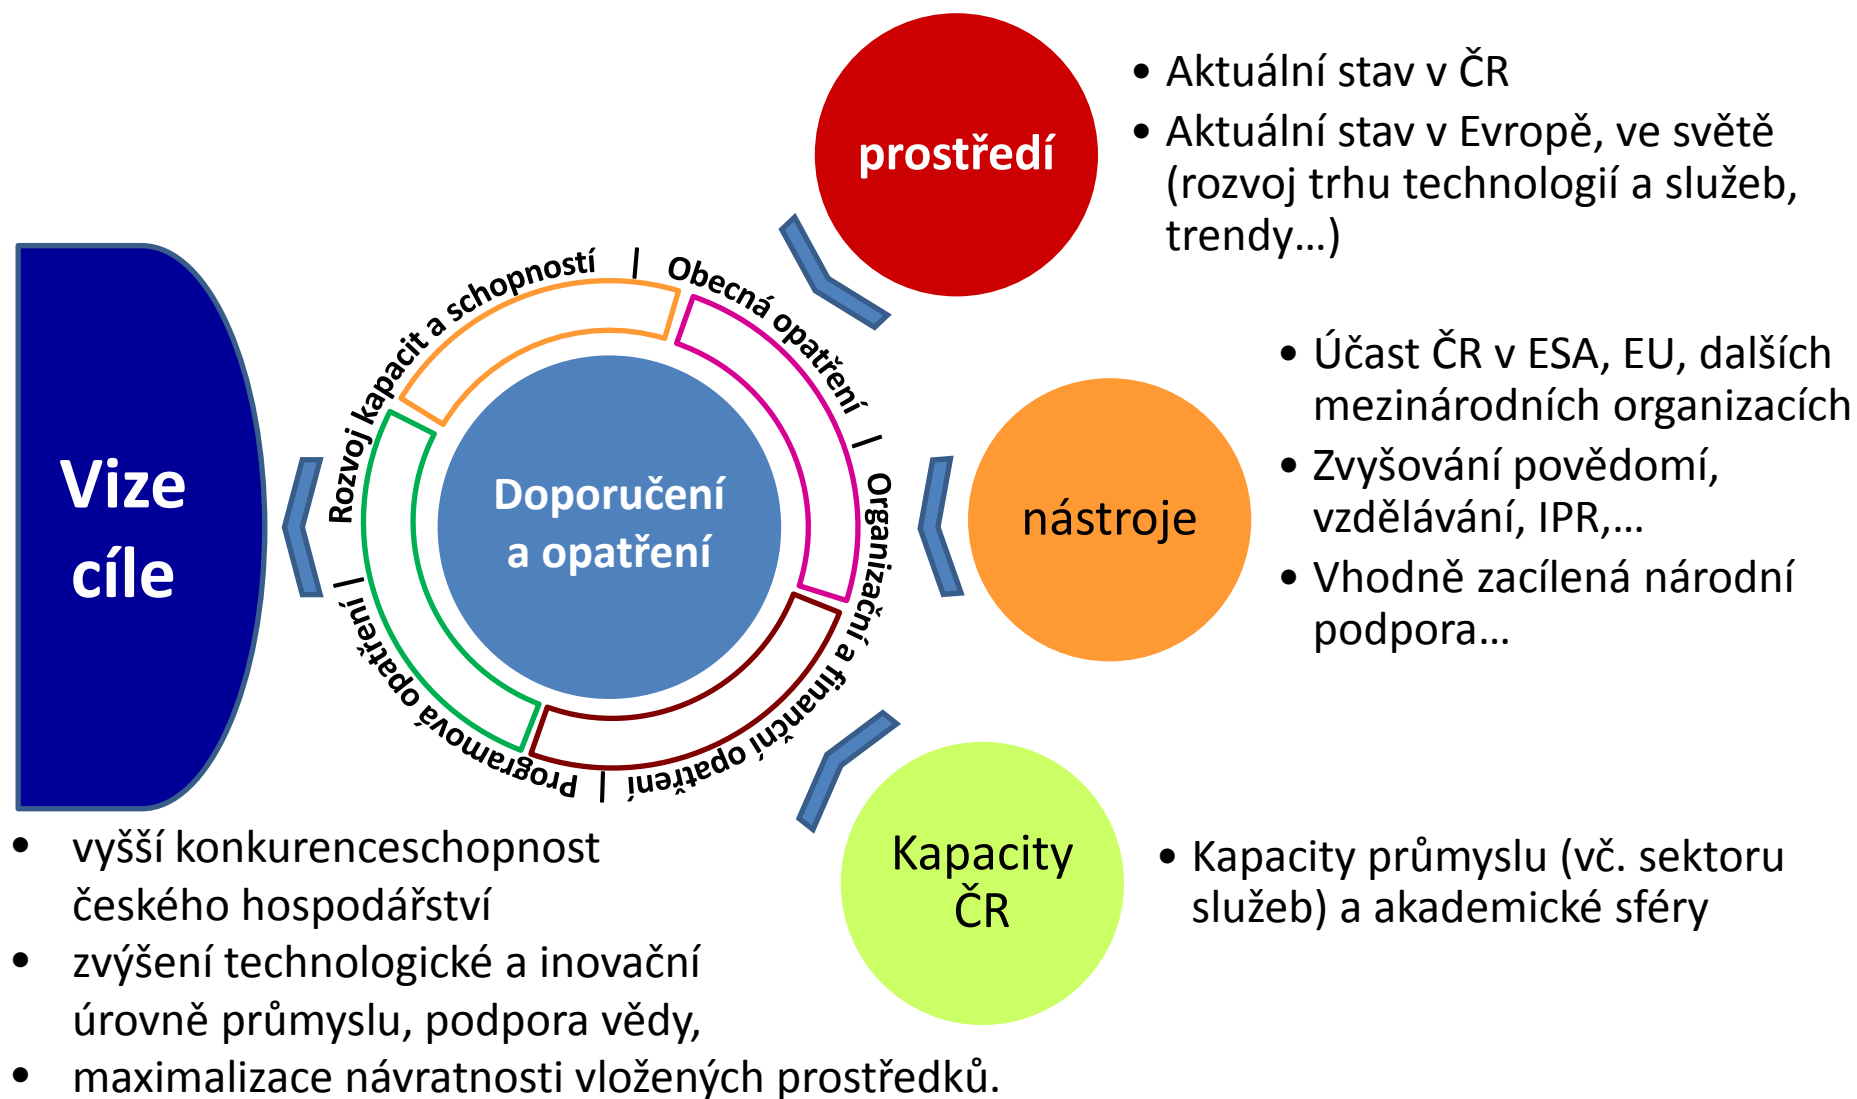 prostředí
• Aktuální stav v ČR
• Aktuální stav v Evropě, ve světě
(rozvoj trhu technologií a služeb,
trendy…)
Rozvoj kapacit a schopností | Obecná opatření | Organizační a finanční opatření | Programová opatření |
Doporučení
a opatření
Vize
cíle
nástroje
• Účast ČR v ESA, EU, dalších
mezinárodních organizacích
• Zvyšování povědomí,
vzdělávání, IPR,…
• Vhodně zacílená národní
podpora…
Kapacity
ČR
• Kapacity průmyslu (vč. sektoru
služeb) a akademické sféry
• vyšší konkurenceschopnost
českého hospodářství
• zvýšení technologické a inovační
úrovně průmyslu, podpora vědy,
• maximalizace návratnosti vložených prostředků.